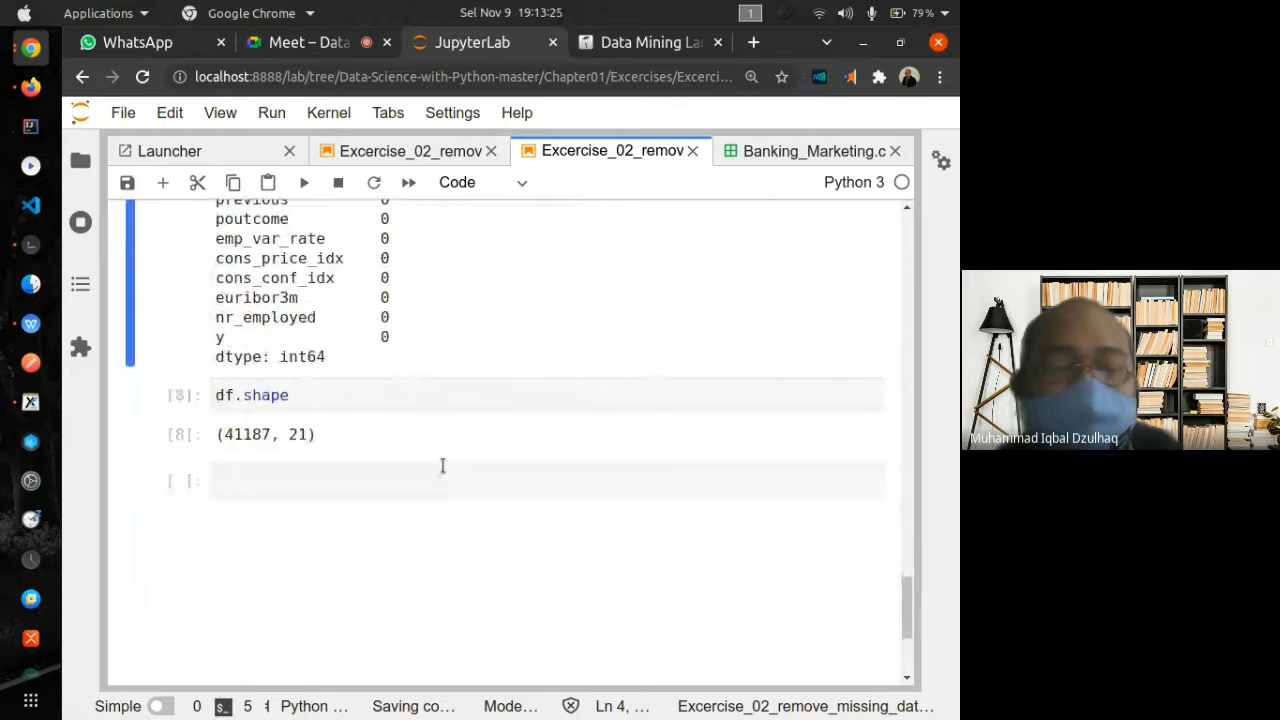 Applications
Google Chrome
Sel Nov 9 19:13:25
1
79 %
WhatsApp
Meet – Data
JupyterLab
Data Mining La
localhost:8888/lab/tree/Data-Science-with-Python-master/Chapter01/Excercises/Excerci...
File Edit View Run Kernel Tabs Settings Help
Launcher
Excercise_02_remov
Excercise_02_remov
Banking_Marketing.c
Code
Python 3
previous 0
poutcome 0
emp_var_rate 0
cons_price_idx 0
cons_conf_idx 0
euribor3m 0
nr_employed 0
y 0
dtype: int64
[8]: df.shape
[8]: (41187, 21)
[ ]:
Muhammad Iqbal Dzulhaq
Simple 0 $_ 5 Python ... Saving co... Mode... Ln 4, ... Excercise_02_remove_missing_dat...